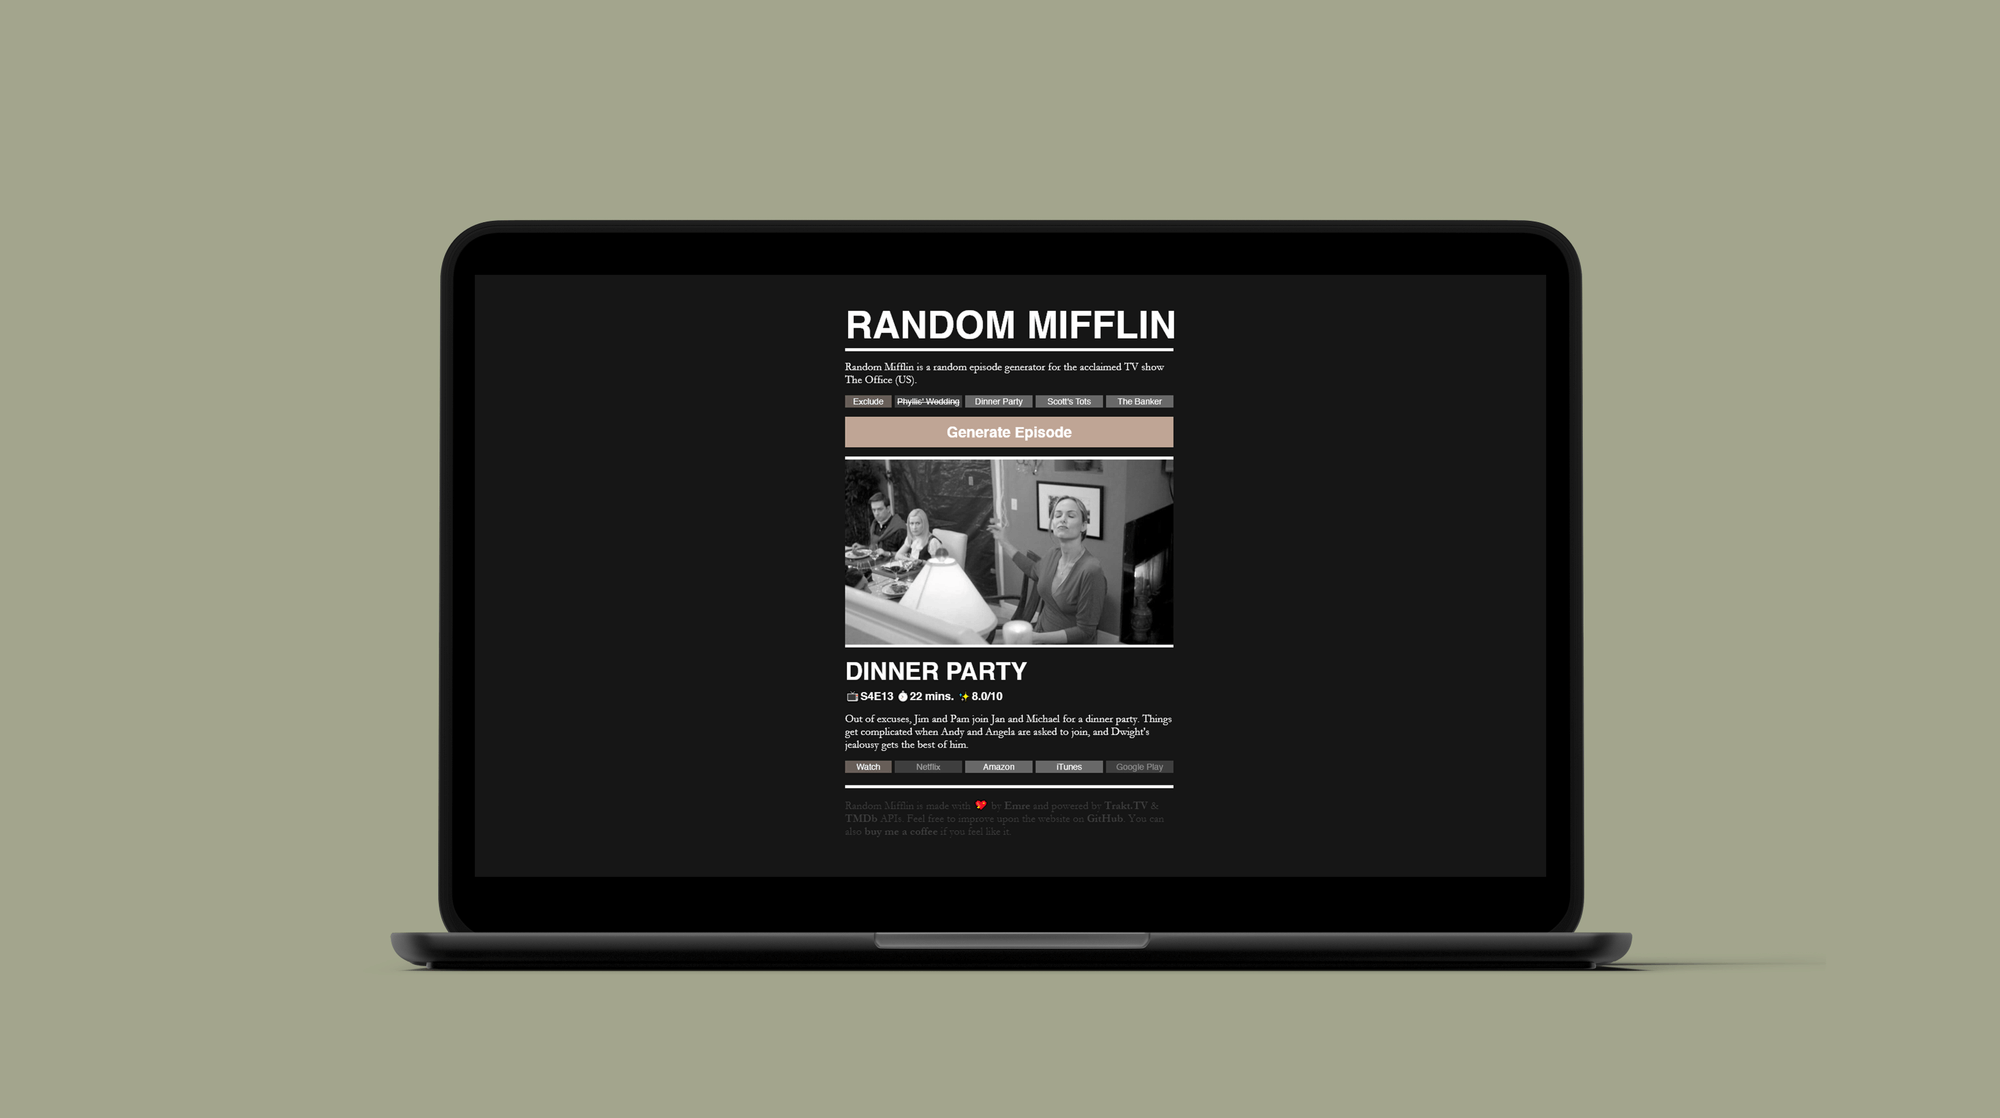 RANDOM MIFFLIN
Random Mifflin is a random episode generator for the acclaimed TV show
The Office (US).
Exclude Phyllis' Wedding Dinner Party Scott's Tots The Banker
Generate Episode
DINNER PARTY
S4E13 22 mins. 8.0/10
Out of excuses, Jim and Pam join Jan and Michael for a dinner party. Things
get complicated when Andy and Angela are asked to join, and Dwight's
jealousy gets the best of him.
Watch Netflix Amazon iTunes Google Play
Random Mifflin is made with ❤️ by Emre and powered by Trakt.TV &
TMDb APIs. Feel free to improve upon the website on GitHub. You can
also buy me a coffee if you feel like it.